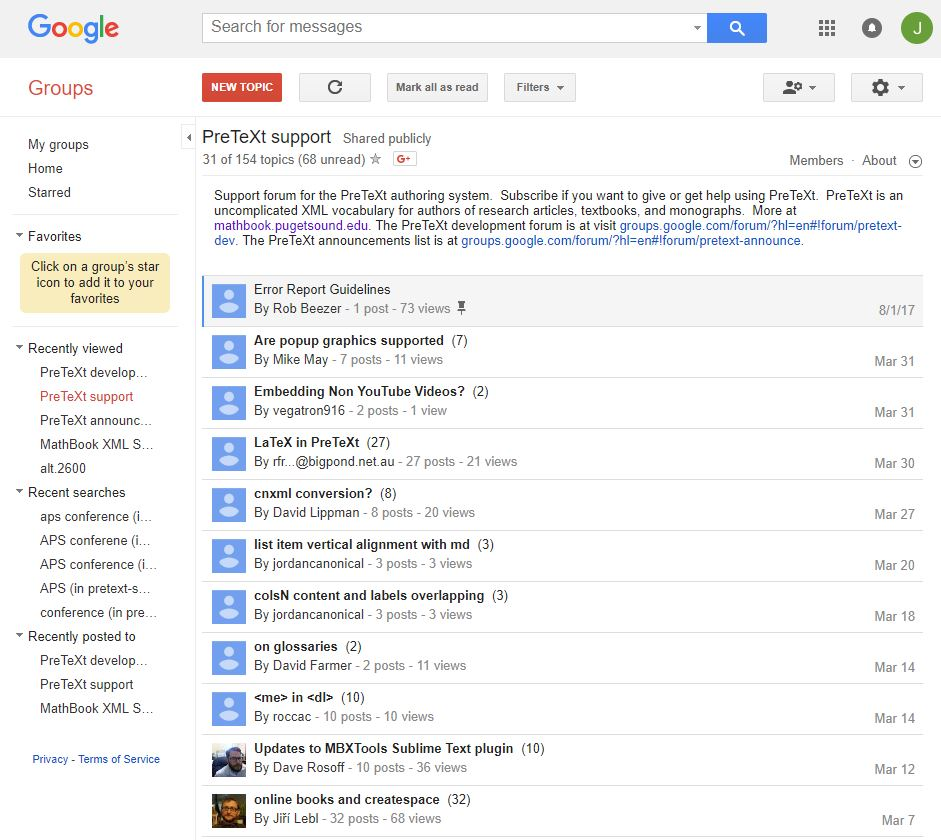 Google
Search for messages
J
Groups
NEW TOPIC
Mark all as read
Filters
My groups
Home
Starred
Favorites
Click on a group's star
icon to add it to your
favorites
Recently viewed
PreTeXt develop...
PreTeXt support
PreTeXt announc...
MathBook XML S...
alt.2600
Recent searches
aps conference (i...
APS conferene (i...
APS conference (i...
APS (in pretext-s...
conference (in pre...
Recently posted to
PreTeXt develop...
PreTeXt support
MathBook XML S...
Privacy - Terms of Service
PreTeXt support Shared publicly
31 of 154 topics (68 unread) G+
Members · About
Support forum for the PreTeXt authoring system. Subscribe if you want to give or get help using PreTeXt. PreTeXt is an
uncomplicated XML vocabulary for authors of research articles, textbooks, and monographs. More at
mathbook.pugetsound.edu. The PreTeXt development forum is at visit groups.google.com/forum/?hl=en#!forum/pretext-
dev. The PreTeXt announcements list is at groups.google.com/forum/?hl=en#!forum/pretext-announce.
Error Report Guidelines
By Rob Beezer - 1 post - 73 views 8/1/17
Are popup graphics supported (7)
By Mike May - 7 posts - 11 views Mar 31
Embedding Non YouTube Videos? (2)
By vegatron916 - 2 posts - 1 view Mar 31
LaTeX in PreTeXt (27)
By rfr...@bigpond.net.au - 27 posts - 21 views Mar 30
cnxml conversion? (8)
By David Lippman - 8 posts - 20 views Mar 27
list item vertical alignment with md (3)
By jordancanonical - 3 posts - 3 views Mar 20
colsN content and labels overlapping (3)
By jordancanonical - 3 posts - 3 views Mar 18
on glossaries (2)
By David Farmer - 2 posts - 11 views Mar 14
<me> in <dl> (10)
By roccac - 10 posts - 10 views Mar 14
Updates to MBXTools Sublime Text plugin (10)
By Dave Rosoff - 10 posts - 36 views Mar 12
online books and createspace (32)
By Jiří Lebl - 32 posts - 68 views Mar 7